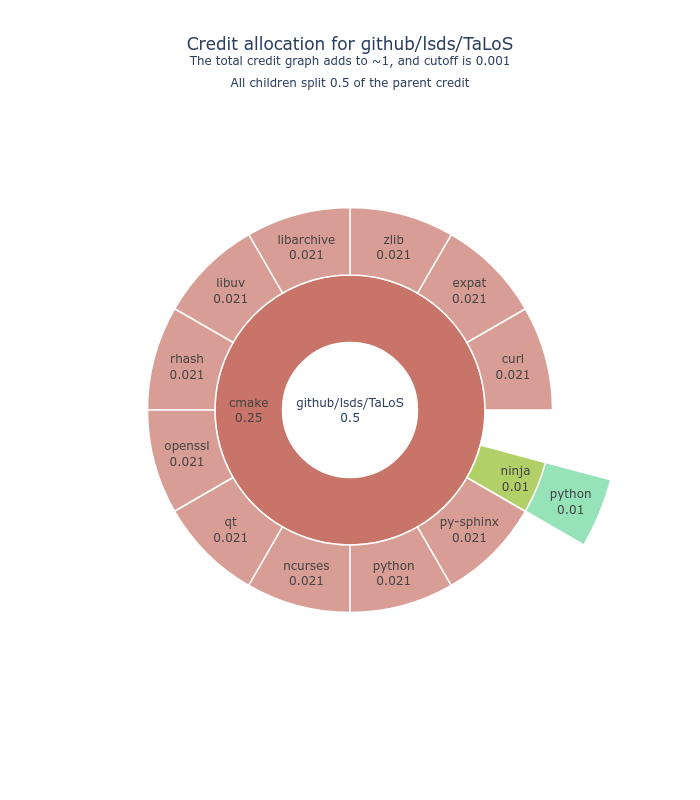 Credit allocation for github/lsds/TaLoS
The total credit graph adds to ~1, and cutoff is 0.001
All children split 0.5 of the parent credit
libarchive
0.021
zlib
0.021
libuv
0.021
expat
0.021
rhash
0.021
curl
0.021
cmake
0.25
github/lsds/TaLoS
0.5
openssl
0.021
ninja
0.01
python
0.01
qt
0.021
py-sphinx
0.021
ncurses
0.021
python
0.021